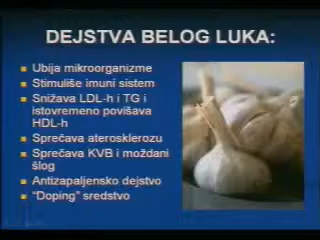 DEJSTVA BELOG LUKA:
Ubija mikroorganizme
Stimuliše imuni sistem
Snižava LDL-h i TG i
istovremeno povišava
HDL-h
Sprečava aterosklerozu
Sprečava KVB i moždani
šlog
Antizapaljensko dejstvo
"Doping" sredstvo